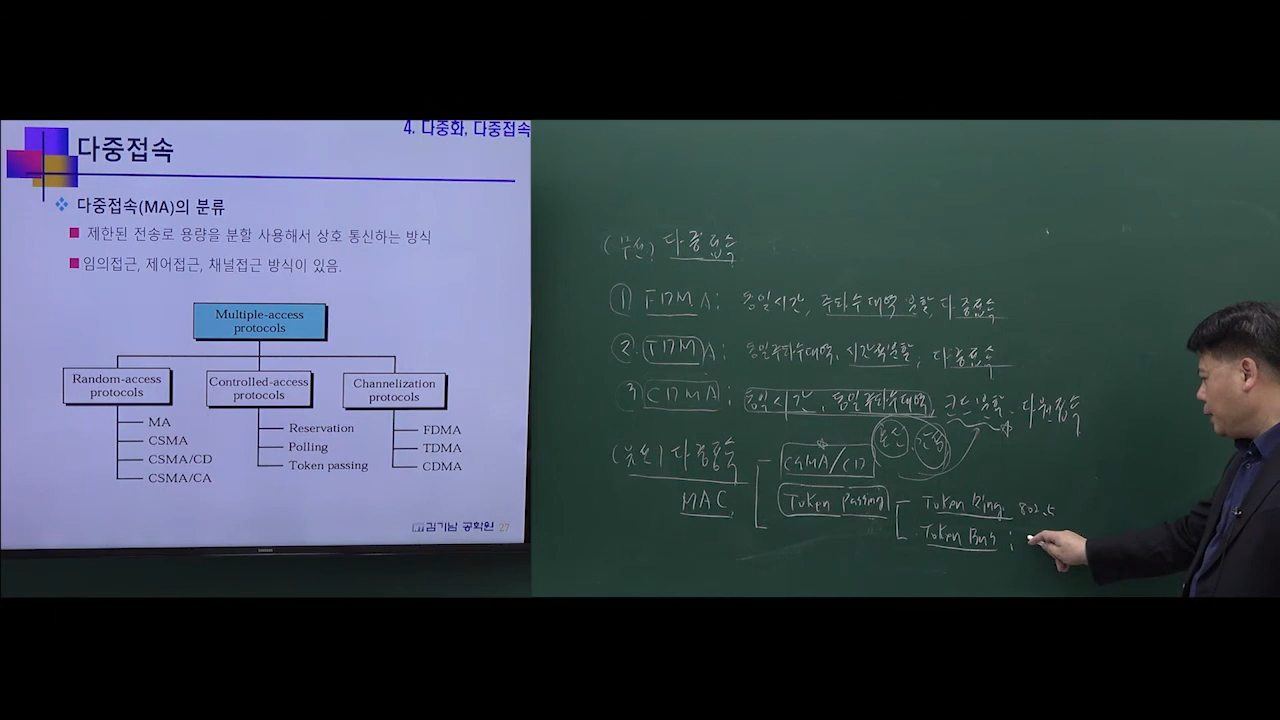 4. 다중화, 다중접속
다중접속
다중접속(MA)의 분류
제한된 전송로 용량을 분할 사용해서 상호 통신하는 방식
임의접근, 제어접근, 채널접근 방식이 있음.
Multiple-access
protocols
Random-access
protocols
MA
CSMA
CSMA/CD
CSMA/CA
Controlled-access
protocols
Reservation
Polling
Token passing
Channelization
protocols
FDMA
TDMA
CDMA
김기남 공학원 27
(무선) 다중접속
① FDMA: 동일시간, 주파수대역 분할, 다중접속
②. TDMA: 동일주파수대역, 시간축분할, 다중접속
③ CDMA: 동일시간, 동일주파수대역, 코드분할. 다원접속
다중접속
CSMA/CD
MAC
Token Passing
Token Ring. 802.5
Token Bus :